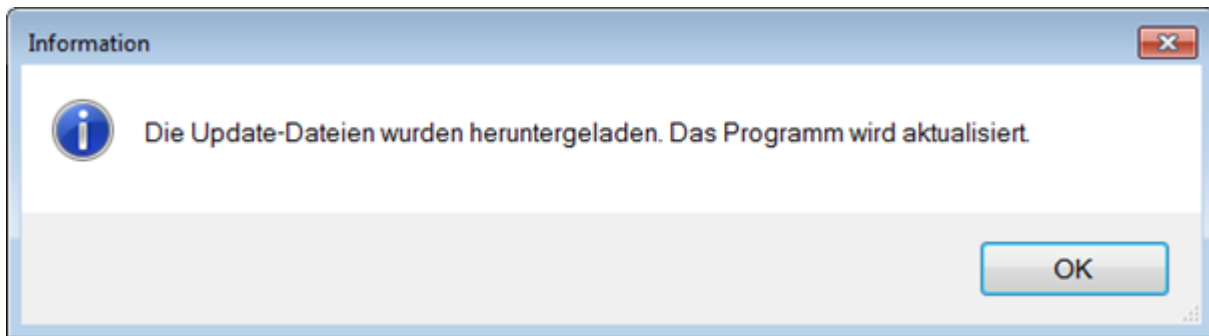 Information
Die Update-Dateien wurden heruntergeladen. Das Programm wird aktualisiert.
OK